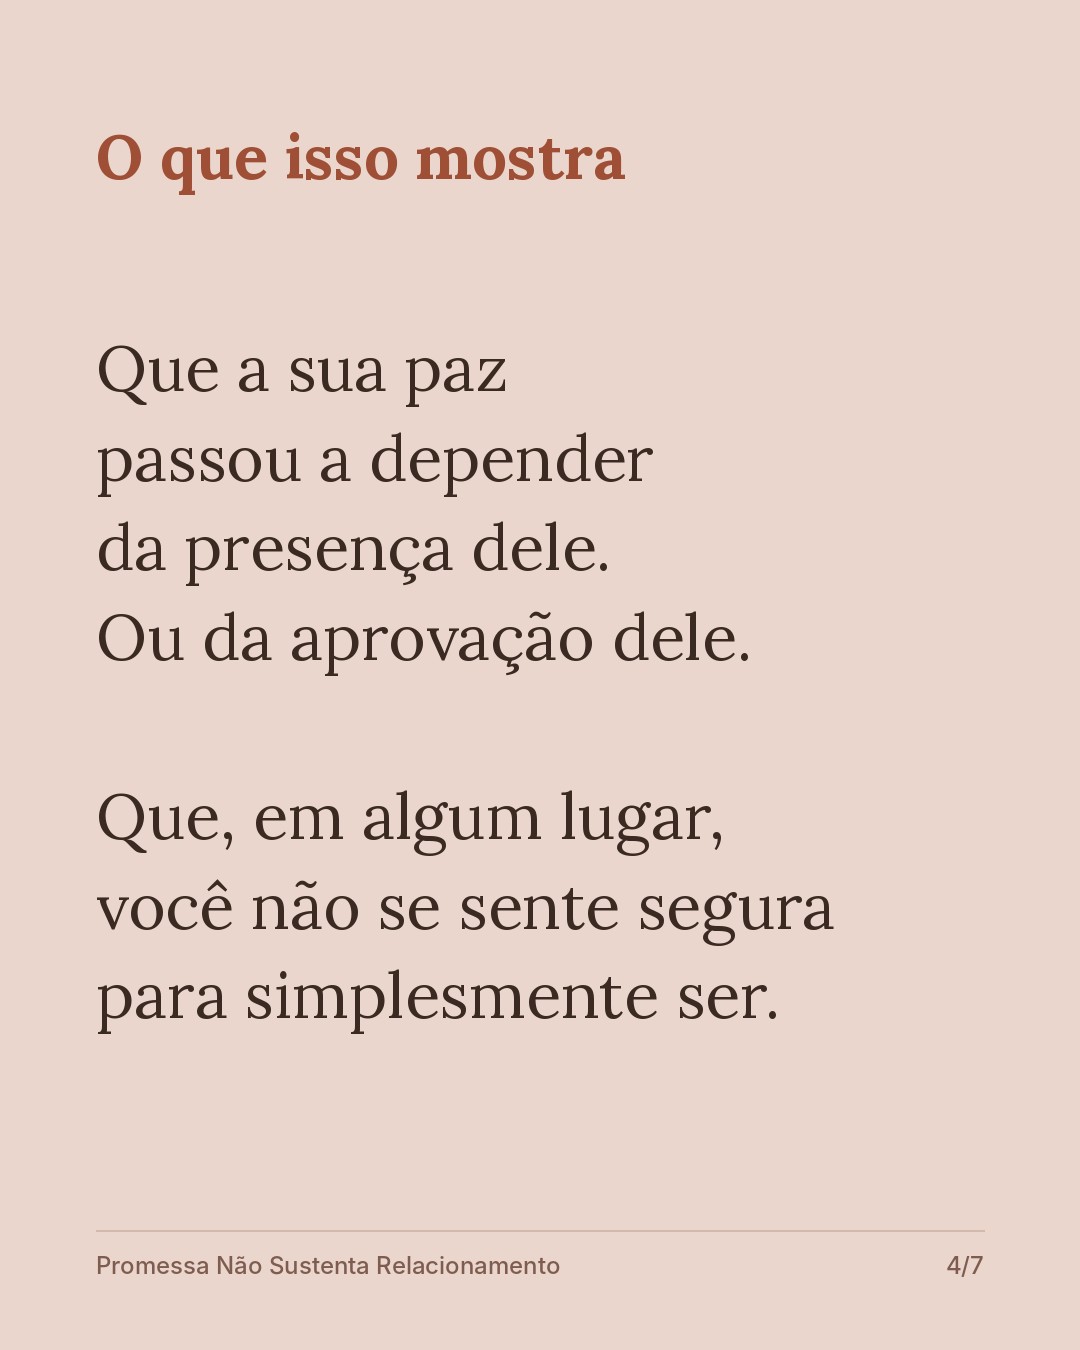 O que isso mostra
Que a sua paz
passou a depender
da presença dele.
Ou da aprovação dele.
Que, em algum lugar,
você não se sente segura
para simplesmente ser.
Promessa Não Sustenta Relacionamento
4/7